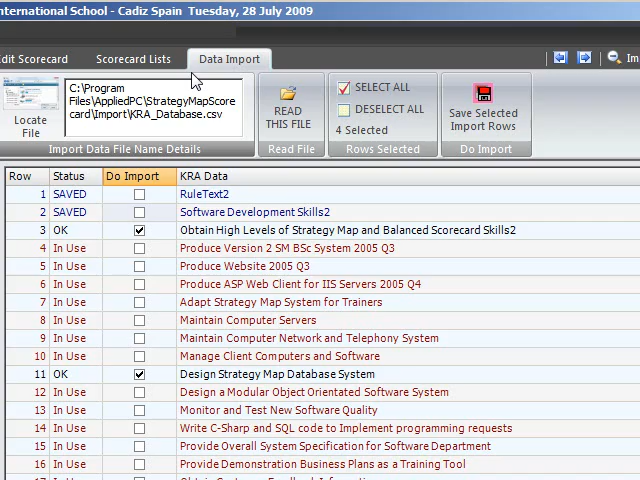 nternational School - Cadiz Spain  Tuesday, 28 July 2009
dit Scorecard
Scorecard Lists
Data Import
Im
Locate
File
C:\Program
Files\AppliedPC\StrategyMapScore
card\Import\KRA_Database.csv
READ
THIS FILE
SELECT ALL
DESELECT ALL
4 Selected
Save Selected
Import Rows
Import Data File Name Details
Read File
Rows Selected
Do Import
Row Status Do Import KRA Data
1 SAVED RuleText2
2 SAVED Software Development Skills2
3 OK Obtain High Levels of Strategy Map and Balanced Scorecard Skills2
4 In Use Produce Version 2 SM BSc System 2005 Q3
5 In Use Produce Website 2005 Q3
6 In Use Produce ASP Web Client for IIS Servers 2005 Q4
7 In Use Adapt Strategy Map System for Trainers
8 In Use Maintain Computer Servers
9 In Use Maintain Computer Network and Telephony System
10 In Use Manage Client Computers and Software
11 OK Design Strategy Map Database System
12 In Use Design a Modular Object Orientated Software System
13 In Use Monitor and Test New Software Quality
14 In Use Write C-Sharp and SQL code to Implement programming requests
15 In Use Provide Overall System Specification for Software Department
16 In Use Provide Demonstration Business Plans as a Training Tool